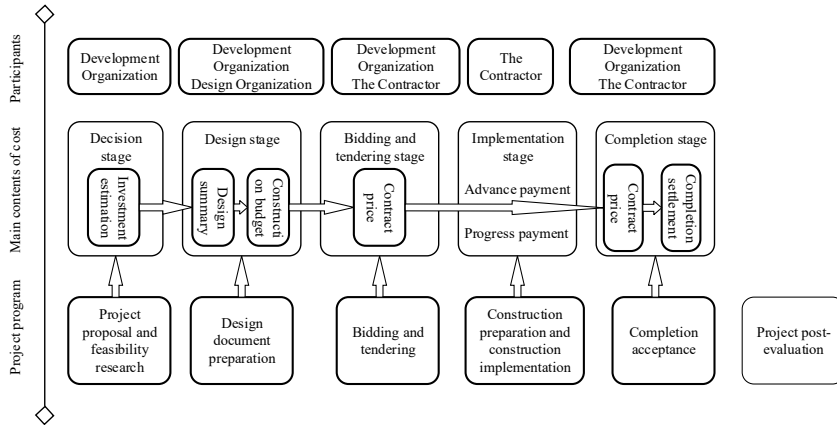 Participants
Development
Organization
Development
Organization
Design Organization
Development
Organization
The Contractor
The
Contractor
Development
Organization
The Contractor
Main contents of cost
Decision
stage
Investment
estimation
Design stage
Design
summary
Constructi
on budget
Bidding and
tendering stage
Contract
price
Implementation
stage
Advance payment
Progress payment
Completion stage
Contract
price
Completion
settlement
Project program
Project
proposal and
feasibility
research
Design
document
preparation
Bidding and
tendering
Construction
preparation and
construction
implementation
Completion
acceptance
Project post-
evaluation